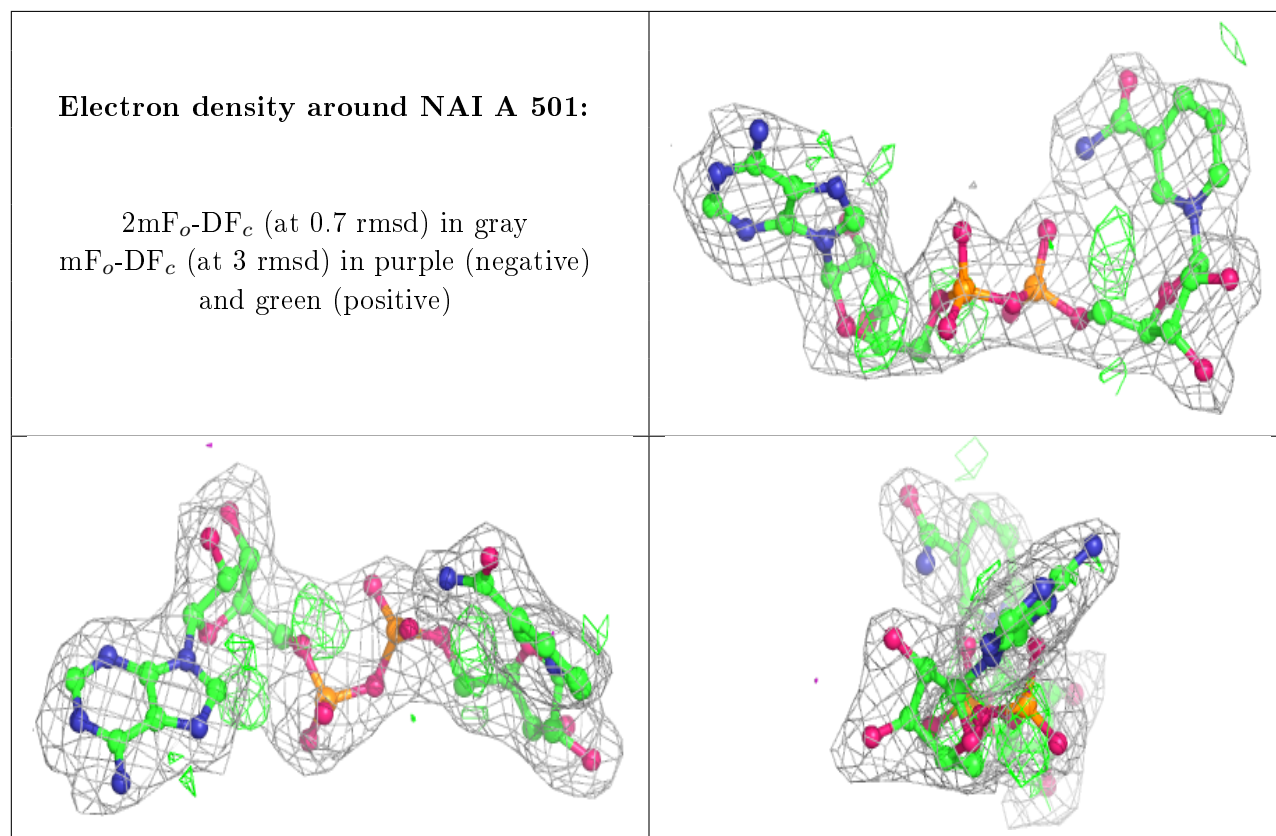 Electron density around NAI A 501:
2mFₒ-DF𝒸 (at 0.7 rmsd) in gray
mFₒ-DF𝒸 (at 3 rmsd) in purple (negative)
and green (positive)